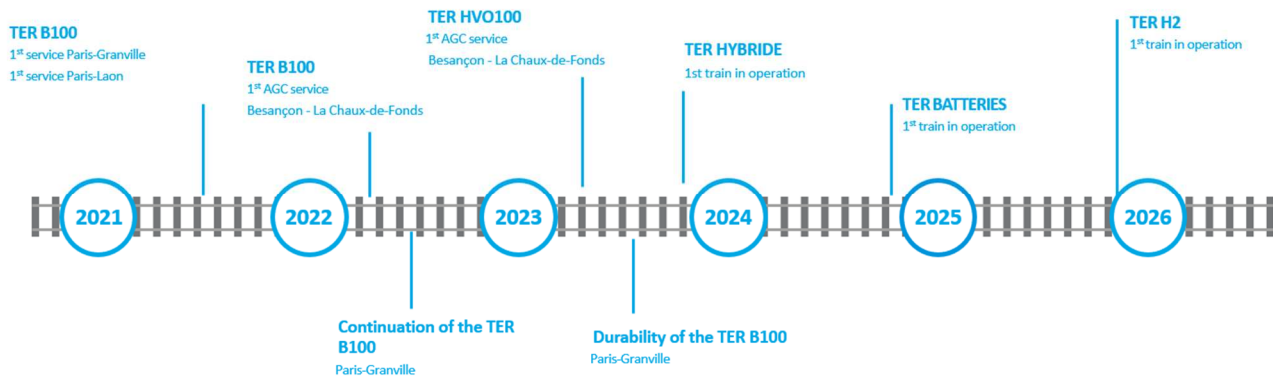 TER B100
1st service Paris-Granville
1st service Paris-Laon
TER B100
1st AGC service
Besançon - La Chaux-de-Fonds
TER HVO100
1st AGC service
Besançon - La Chaux-de-Fonds
TER HYBRIDE
1st train in operation
TER BATTERIES
1st train in operation
TER H2
1st train in operation
2021
2022
2023
2024
2025
2026
Continuation of the TER
B100
Paris-Granville
Durability of the TER B100
Paris-Granville